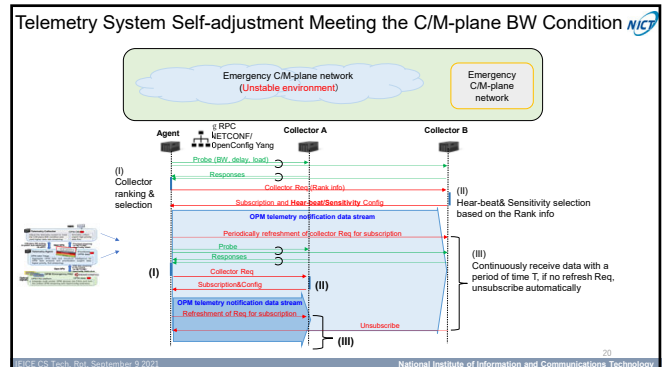 Telemetry System Self-adjustment Meeting the C/M-plane BW Condition
NICT
Emergency C/M-plane network
(Unstable environment)
Emergency
C/M-plane
network
Agent
g RPC
NETCONF/
OpenConfig Yang
Collector A
Collector B
Probe (BW, delay, load)
Responses
(I)
Collector
ranking &
selection
Collector Req (Rank info)
Subscription and Hear-beat/Sensitivity Config
(II)
Hear-beat& Sensitivity selection
based on the Rank info
OPM telemetry notification data stream
Periodically refreshment of collector Req for subscription
Probe
Responses
(I)
Collector Req
Subscription&Config
(II)
(III)
Continuously receive data with a
period of time T, if no refresh Req,
unsubscribe automatically
OPM telemetry notification data stream
Refreshment of Req for subscription
Unsubscribe
(III)
20
IEICE CS Tech. Rpt. September 9 2021
National Institute of Information and Communications Technology